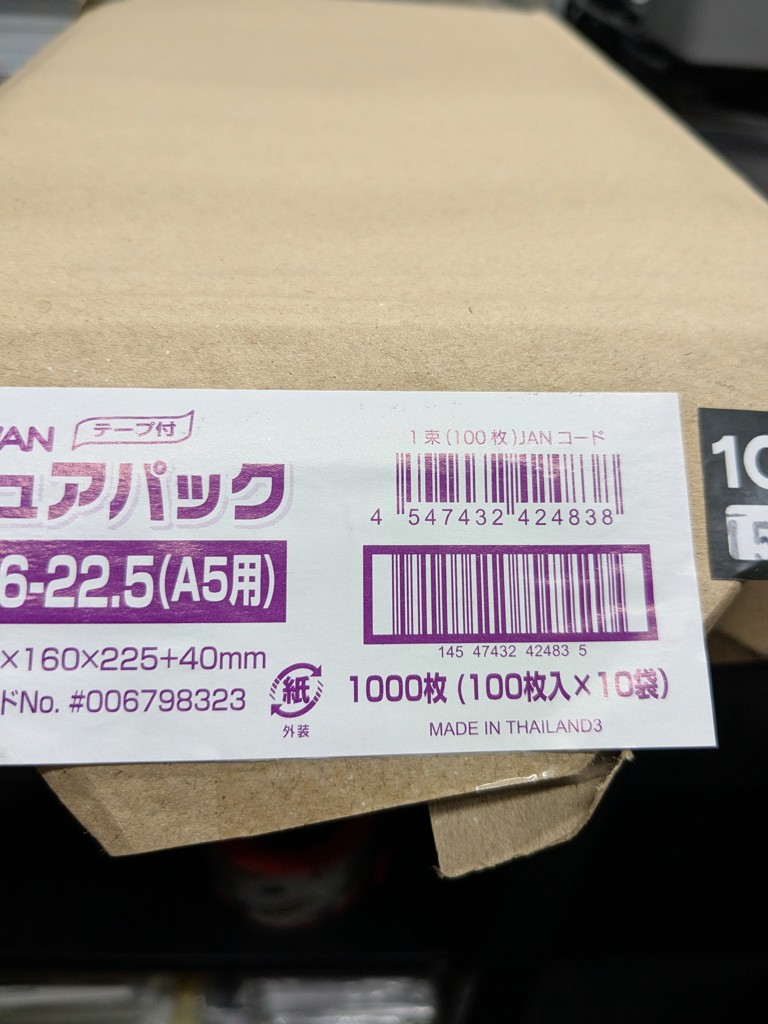 WAN テープ付
ュアパック
6-22.5(A5用)
×160×225+40mm
ドNo. #006798323
紙
外装
1束(100枚)JANコード
4 547432 424838
145 47432 42483 5
1000枚 (100枚入×10袋)
MADE IN THAILAND3
10